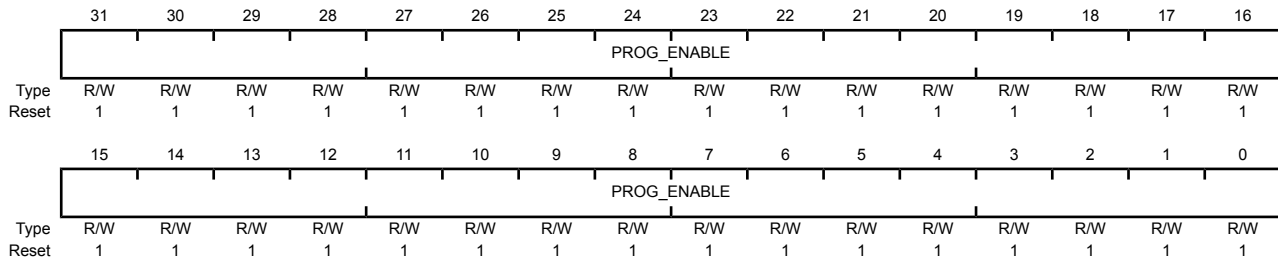 31 30 29 28 27 26 25 24 23 22 21 20 19 18 17 16
PROG_ENABLE
Type R/W R/W R/W R/W R/W R/W R/W R/W R/W R/W R/W R/W R/W R/W R/W R/W
Reset 1 1 1 1 1 1 1 1 1 1 1 1 1 1 1 1
15 14 13 12 11 10 9 8 7 6 5 4 3 2 1 0
PROG_ENABLE
Type R/W R/W R/W R/W R/W R/W R/W R/W R/W R/W R/W R/W R/W R/W R/W R/W
Reset 1 1 1 1 1 1 1 1 1 1 1 1 1 1 1 1